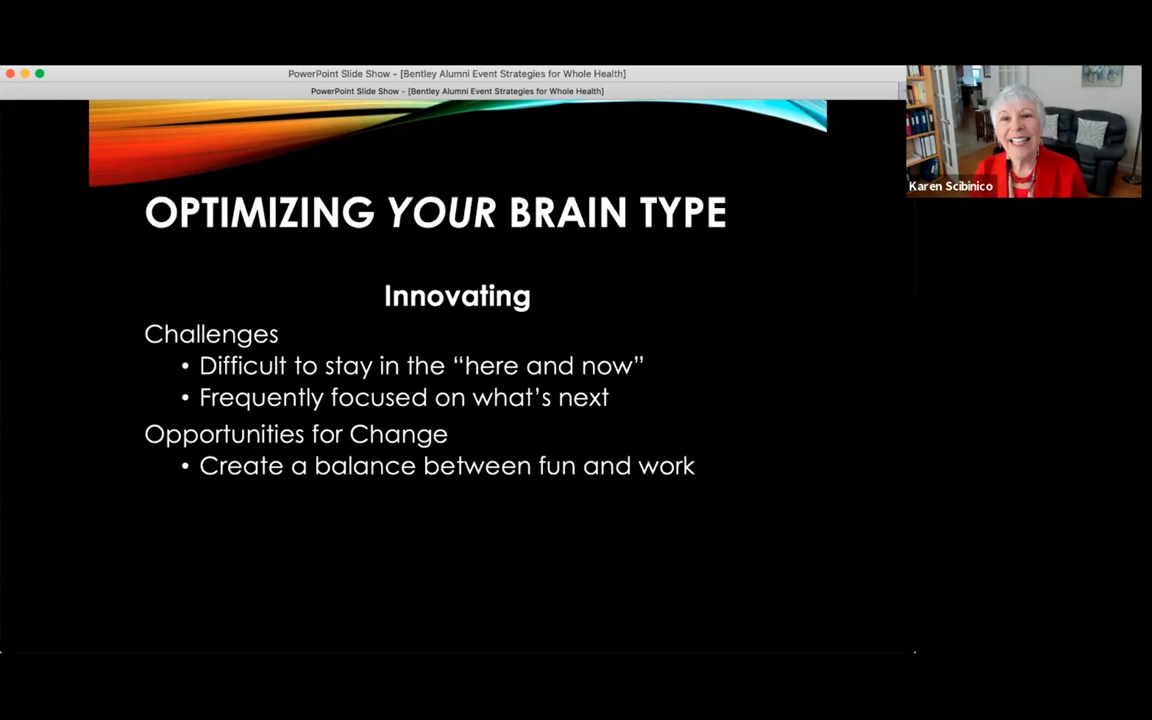 PowerPoint Slide Show - [Bentley Alumni Event Strategies for Whole Health]
PowerPoint Slide Show - [Bentley Alumni Event Strategies for Whole Health]
Karen Scibinico
OPTIMIZING YOUR BRAIN TYPE
Innovating
Challenges
• Difficult to stay in the “here and now”
• Frequently focused on what’s next
Opportunities for Change
• Create a balance between fun and work